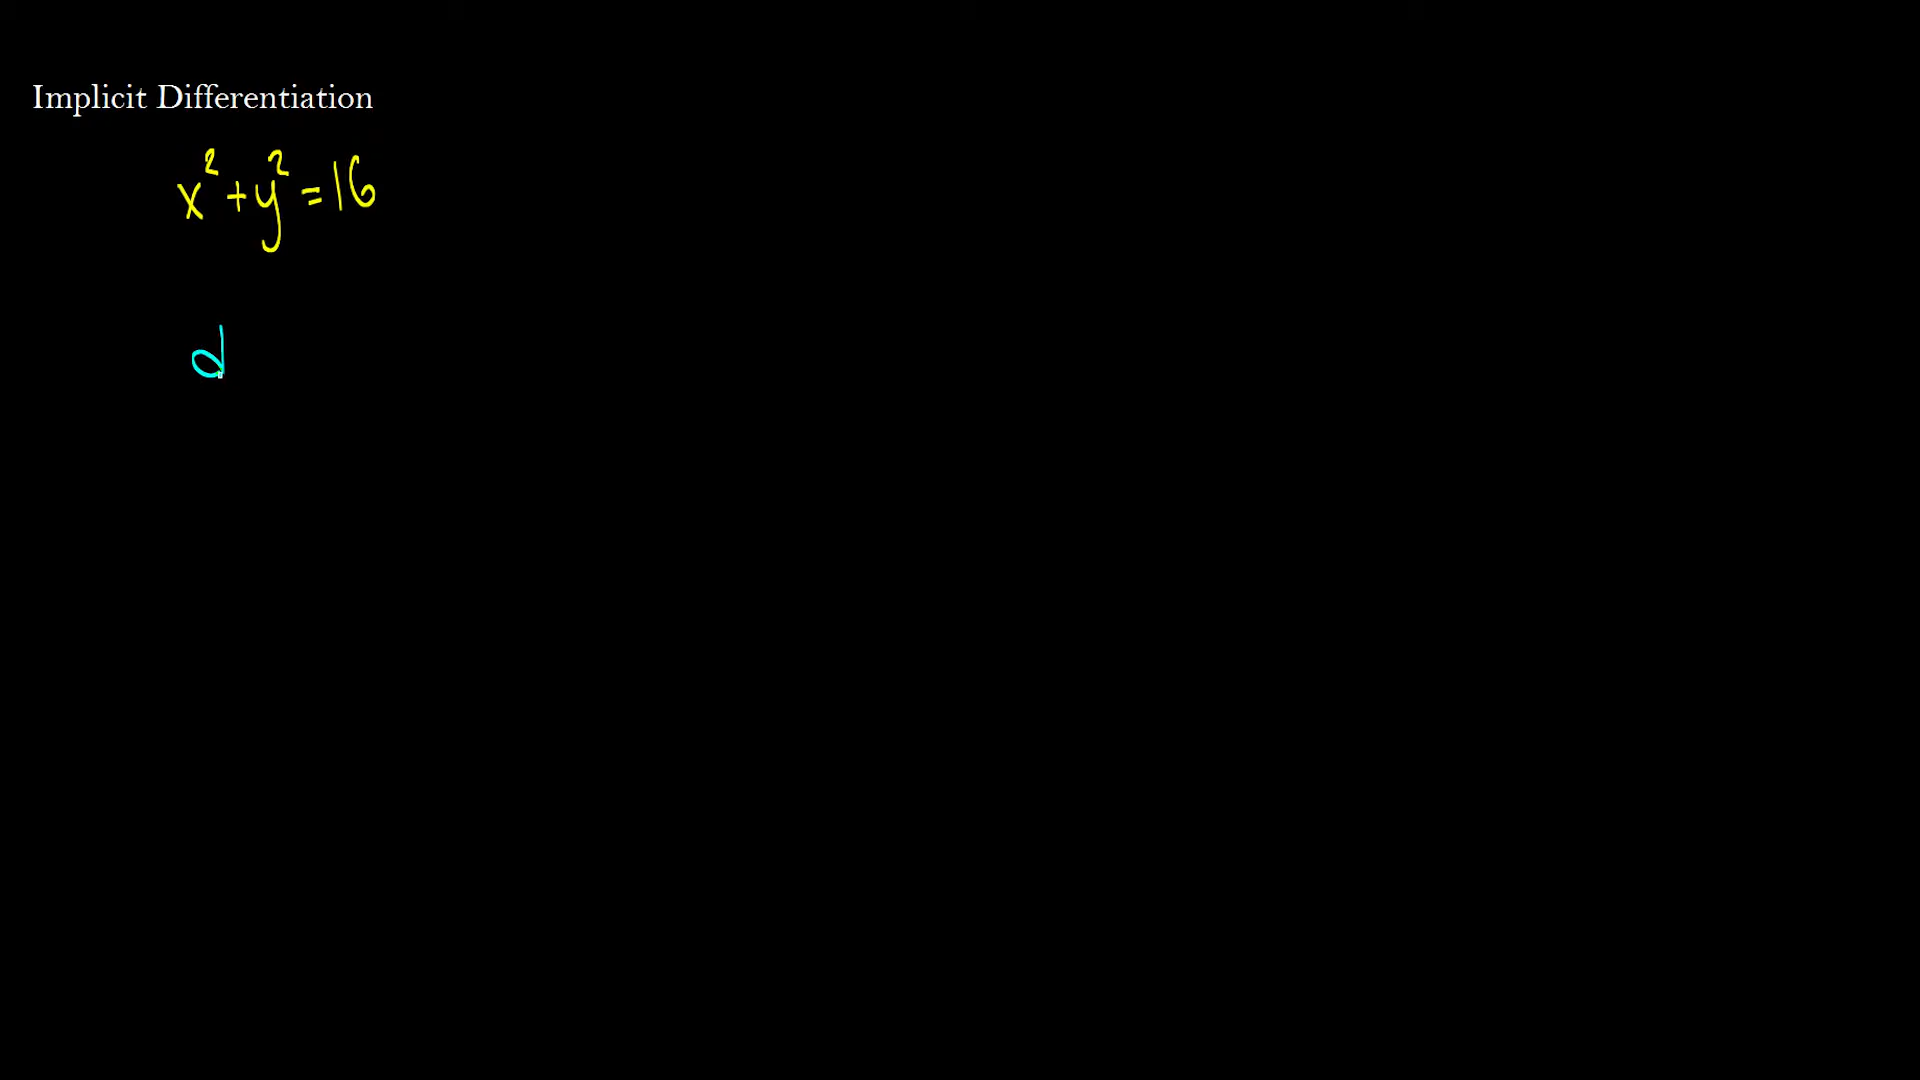 Implicit Differentiation
x² + y² = 16
d